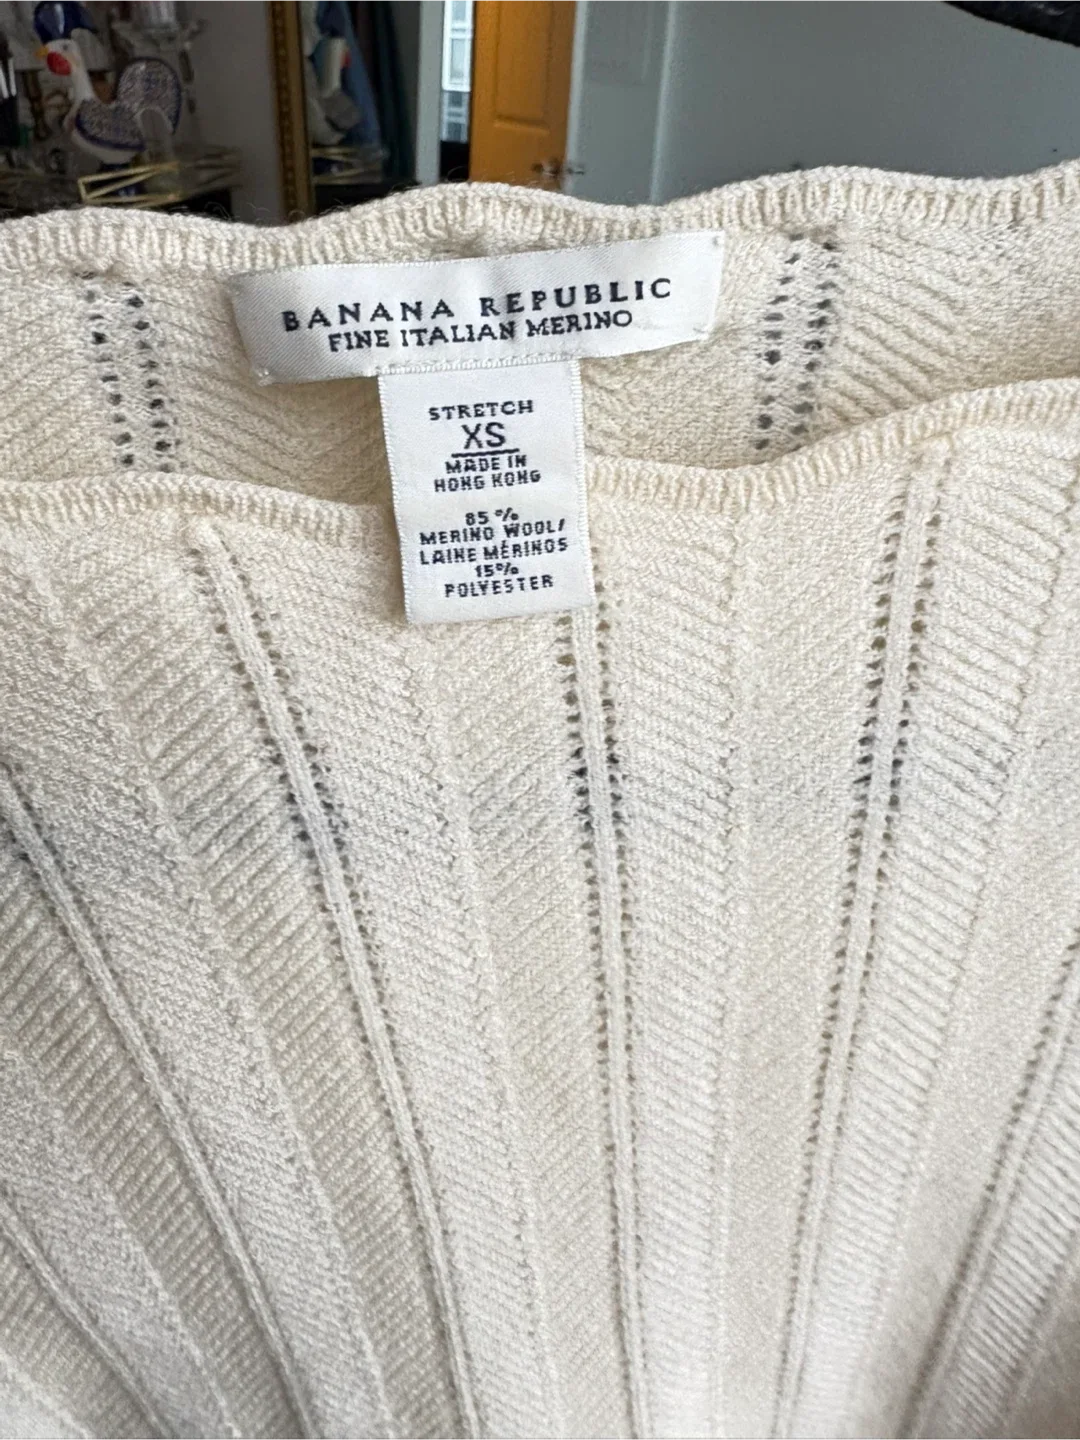 BANANA REPUBLIC
FINE ITALIAN MERINO
STRETCH
XS
MADE IN
HONG KONG
85 %
MERINO WOOL/
LAINE MÉRINOS
15%
POLYESTER